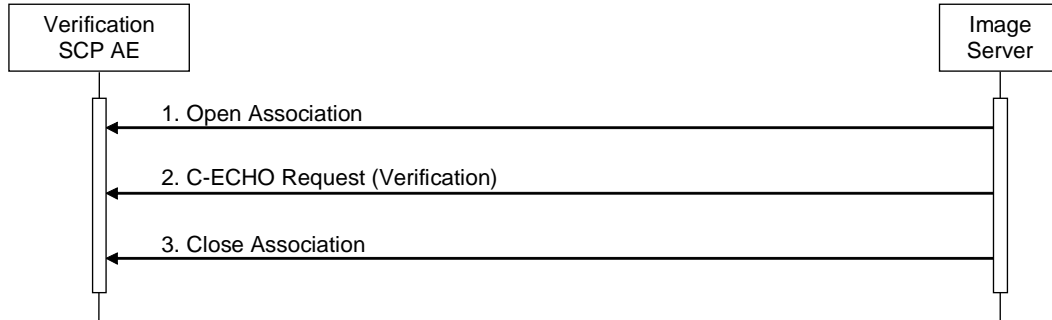 Verification
SCP AE
Image
Server
1. Open Association
2. C-ECHO Request (Verification)
3. Close Association